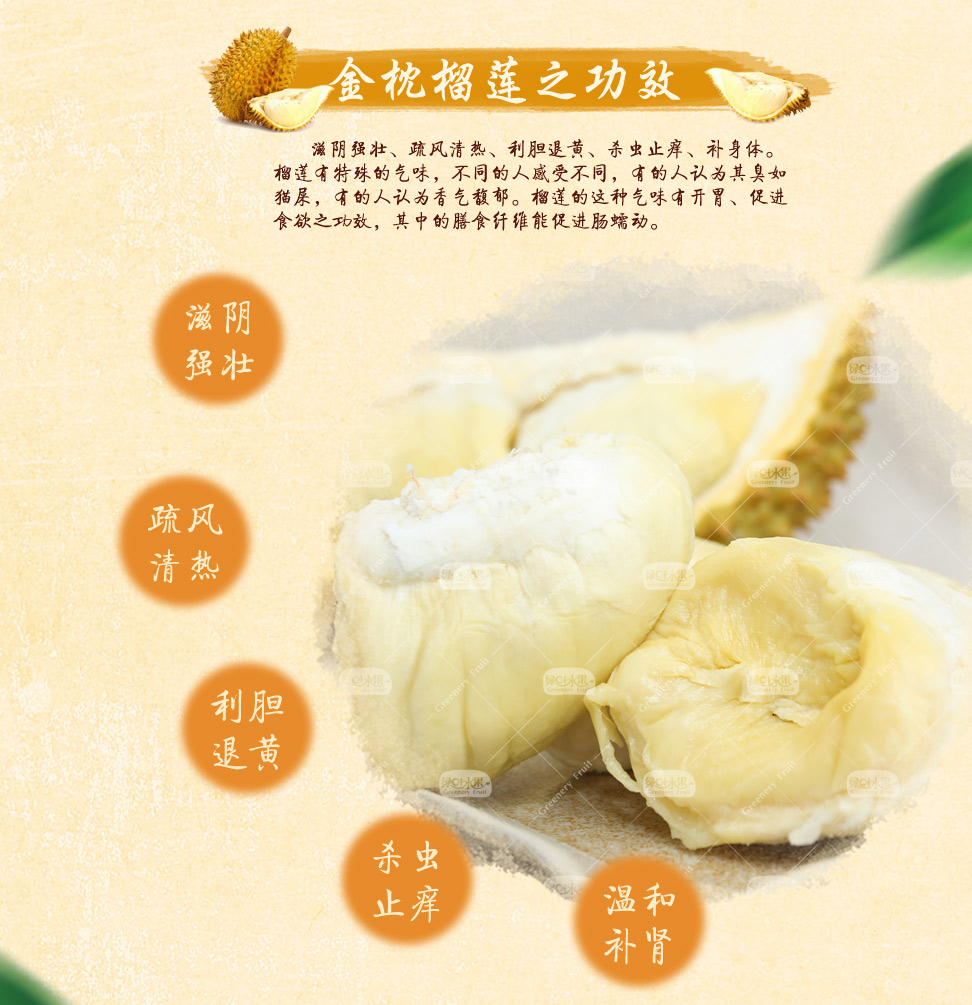 金枕榴莲之功效
滋阴强壮、疏风清热、利胆退黄、杀虫止痒、补身体。
榴莲有特殊的气味，不同的人感受不同，有的人认为其臭如
猫屎，有的人认为香气馥郁。榴莲的这种气味有开胃、促进
食欲之功效，其中的膳食纤维能促进肠蠕动。
滋阴
强壮
疏风
清热
利胆
退黄
杀虫
止痒
温和
补肾
Greenery Fruit